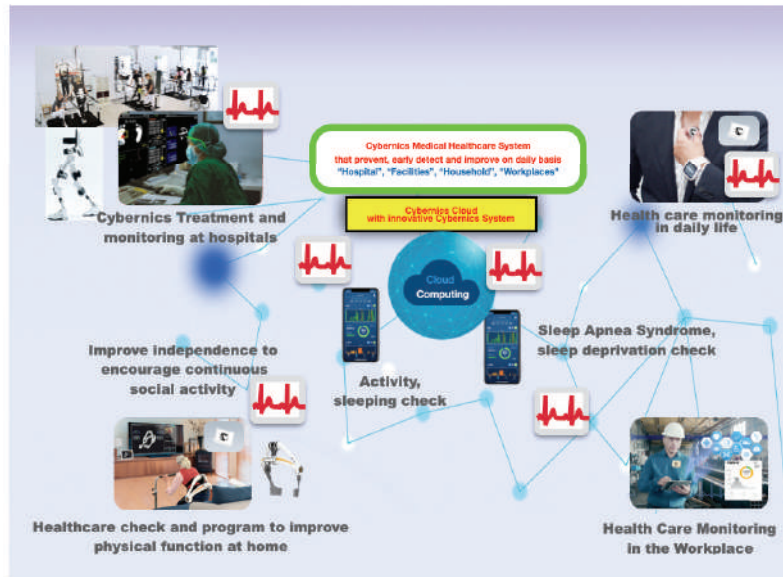 Cybernics Medical Healthcare System
that prevent, early detect and improve on daily basis
"Hospital", "Facilities", "Household", "Workplaces"
Cybernics Cloud
with innovative Cybernics System
Cybernics Treatment and
monitoring at hospitals
Health care monitoring
in daily life
Cloud
Computing
Improve independence to
encourage continuous
social activity
Activity,
sleeping check
Sleep Apnea Syndrome,
sleep deprivation check
Healthcare check and program to improve
physical function at home
Health Care Monitoring
in the Workplace